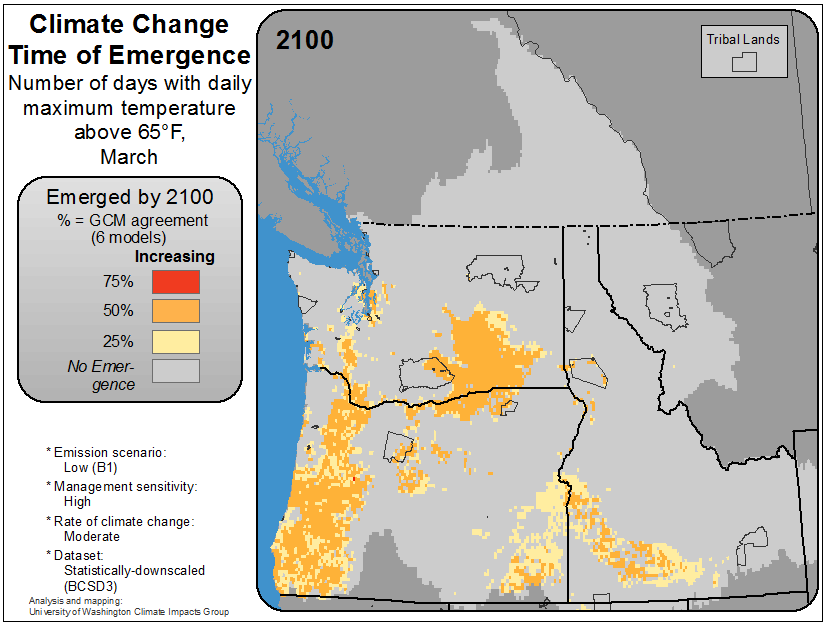 Climate Change
Time of Emergence
Number of days with daily
maximum temperature
above 65°F,
March
Emerged by 2100
% = GCM agreement
(6 models)
Increasing
75%
50%
25%
No Emer-
gence
* Emission scenario:
Low (B1)
* Management sensitivity:
High
* Rate of climate change:
Moderate
* Dataset:
Statistically-downscaled
(BCSD3)
Analysis and mapping:
University of Washington Climate Impacts Group
2100
Tribal Lands